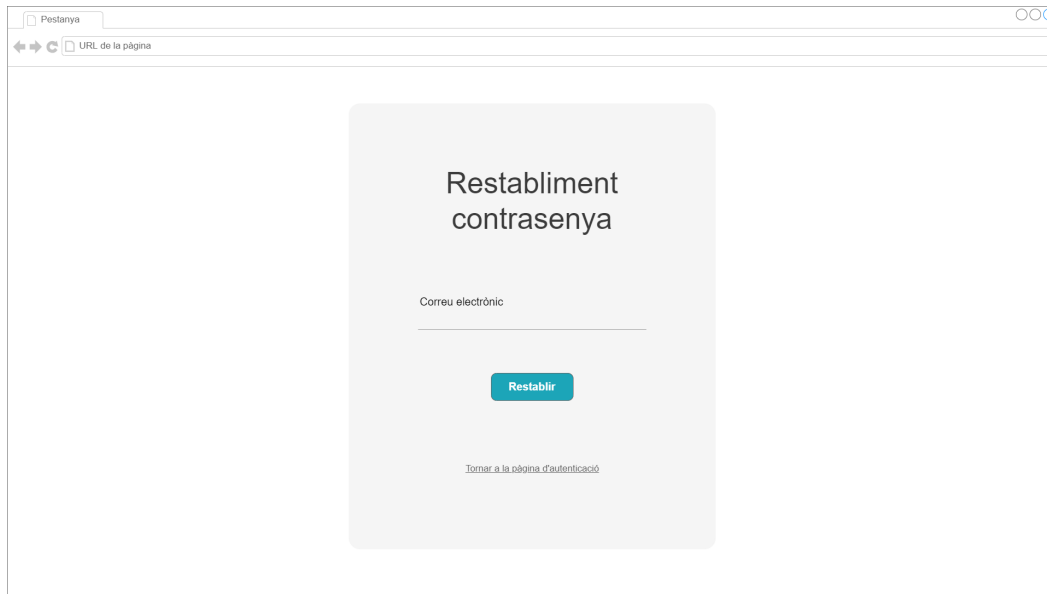 Pestanya
URL de la pàgina
Restabliment
contrasenya
Correu electrònic
Restablir
Tornar a la pàgina d'autenticació